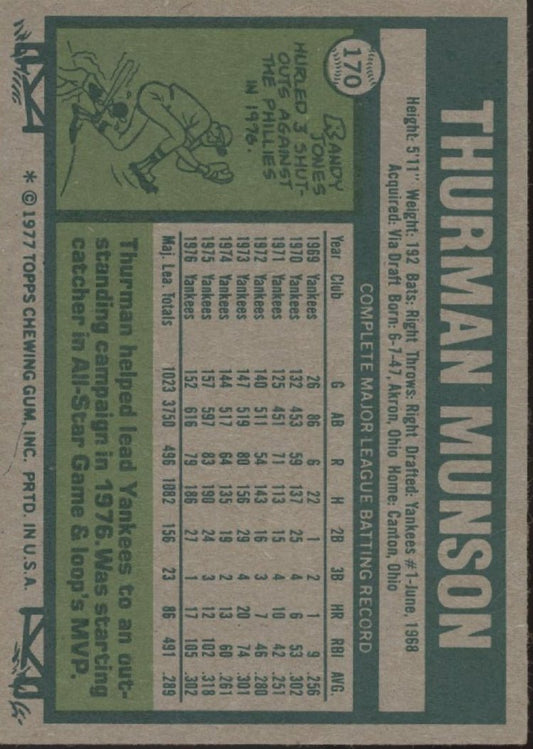 170
THURMAN MUNSON
Height: 5'11" Weight: 192 Bats: Right Throws: Right Drafted: Yankees #1-June, 1968
Acquired: Via Draft Born: 6-7-47, Akron, Ohio Home: Canton, Ohio
COMPLETE MAJOR LEAGUE BATTING RECORD
Year Club G AB R H 2B 3B HR RBI AVG.
1969 Yankees 26 86 6 22 1 2 1 9 .256
1970 Yankees 132 453 59 137 25 4 6 53 .302
1971 Yankees 125 451 71 113 15 4 10 42 .251
1972 Yankees 140 511 54 143 16 3 7 46 .280
1973 Yankees 147 519 80 156 29 4 20 74 .301
1974 Yankees 144 517 64 135 19 2 13 60 .261
1975 Yankees 157 597 83 190 24 3 12 102 .318
1976 Yankees 152 616 79 186 27 1 17 105 .302
Maj. Lea. Totals 1023 3750 496 1082 156 23 86 491 .289
RANDY
JONES
HURLED 3 SHUT-
OUTS AGAINST
THE PHILLIES
IN 1976.
Thurman helped lead Yankees to an out-
standing campaign in 1976. Was starting
catcher in All-Star Game & loop's MVP.
* © 1977 TOPPS CHEWING GUM, INC. PRTD. IN U.S.A.